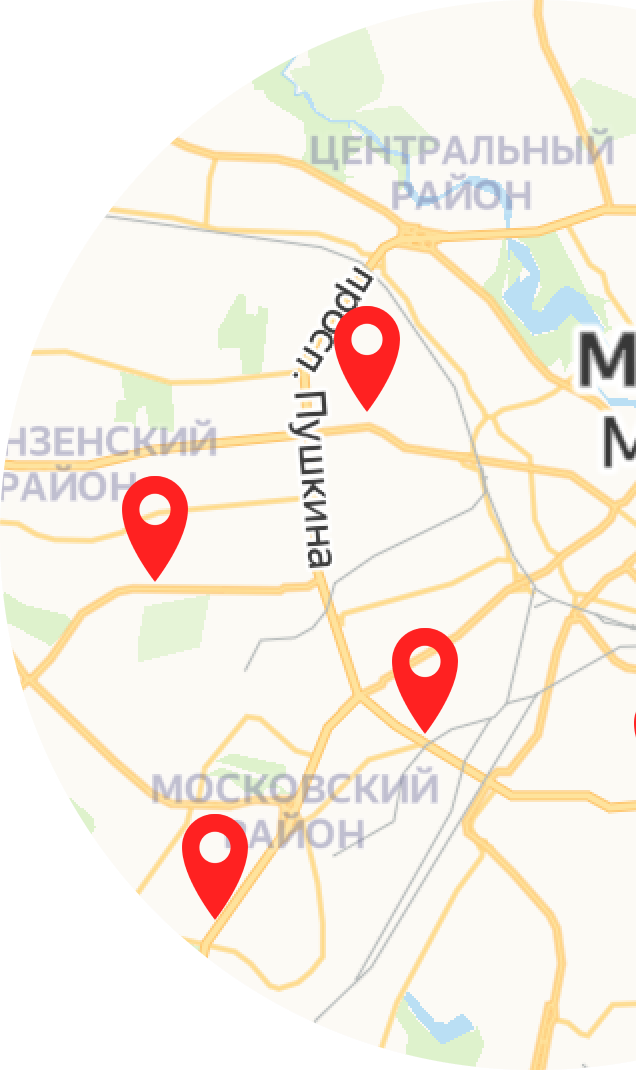 ЦЕНТРАЛЬНЫЙ
РАЙОН
просп. Пушкина
М
М
НЗЕНСКИЙ
РАЙОН
МОСКОВСКИЙ
РАЙОН